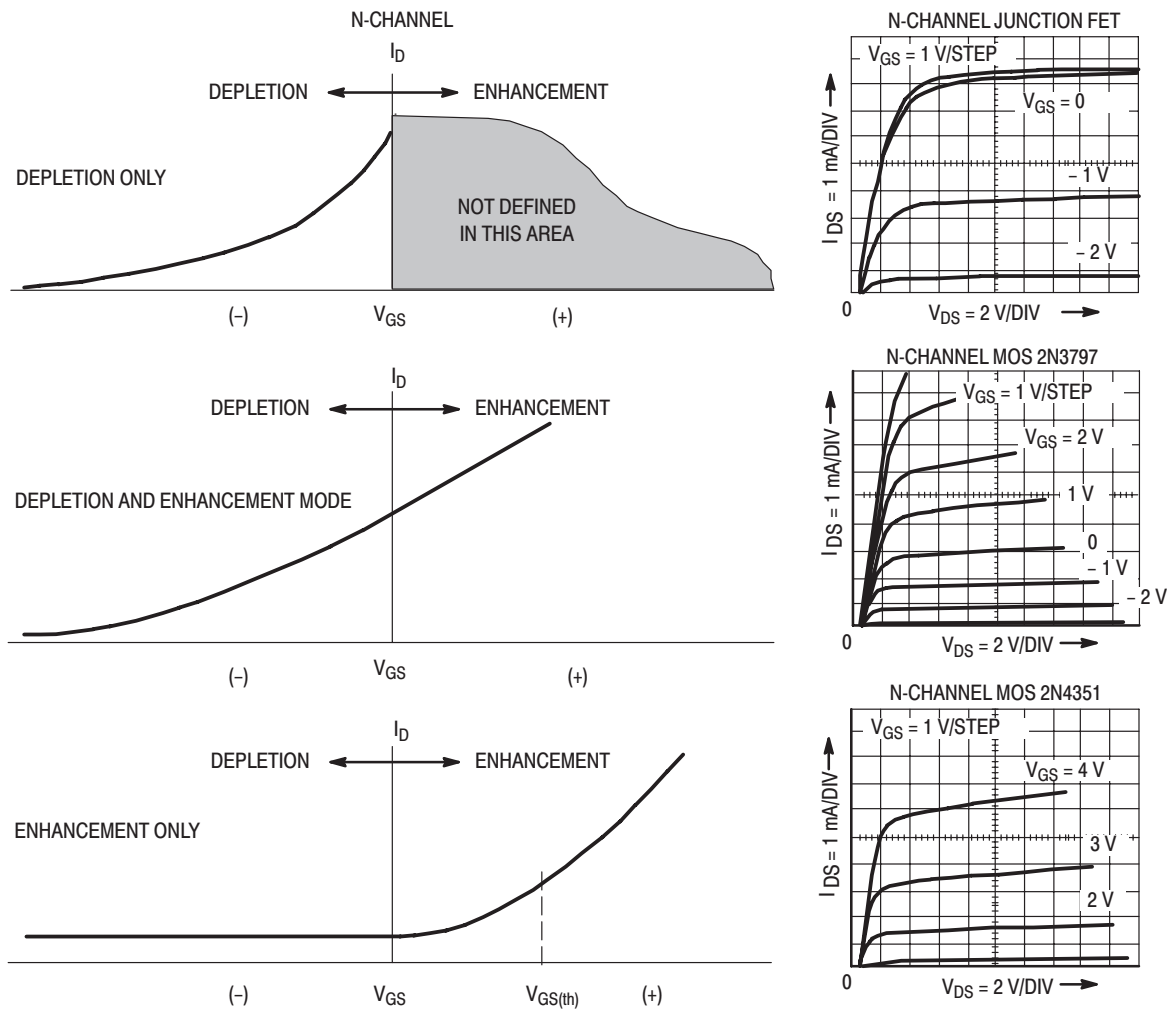 N-CHANNEL
I_D
DEPLETION
ENHANCEMENT
DEPLETION ONLY
NOT DEFINED
IN THIS AREA
(–)
V_GS
(+)
N-CHANNEL JUNCTION FET
V_GS = 1 V/STEP
V_GS = 0
– 1 V
– 2 V
I_DS = 1 mA/DIV
0
V_DS = 2 V/DIV
I_D
DEPLETION
ENHANCEMENT
DEPLETION AND ENHANCEMENT MODE
(–)
V_GS
(+)
N-CHANNEL MOS 2N3797
V_GS = 1 V/STEP
V_GS = 2 V
1 V
0
– 1 V
– 2 V
I_DS = 1 mA/DIV
0
V_DS = 2 V/DIV
I_D
DEPLETION
ENHANCEMENT
ENHANCEMENT ONLY
(–)
V_GS
V_GS(th)
(+)
N-CHANNEL MOS 2N4351
V_GS = 1 V/STEP
V_GS = 4 V
3 V
2 V
I_DS = 1 mA/DIV
0
V_DS = 2 V/DIV